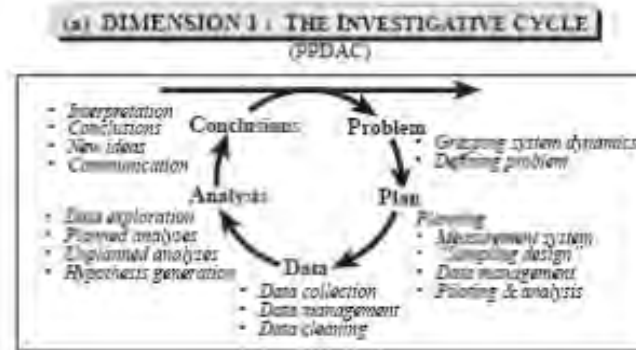 (a) DIMENSION 1 : THE INVESTIGATIVE CYCLE
(PPDAC)
• Interpretation
• Conclusions
• New ideas
• Communication
Conclusions
Problem
• Grasping system dynamics
• Defining problem
Analysis
Plan
• Data exploration
• Planned analyses
• Unplanned analyses
• Hypothesis generation
Planning
• Measurement system
• "Sampling design"
• Data management
• Piloting & analysis
Data
• Data collection
• Data management
• Data cleaning